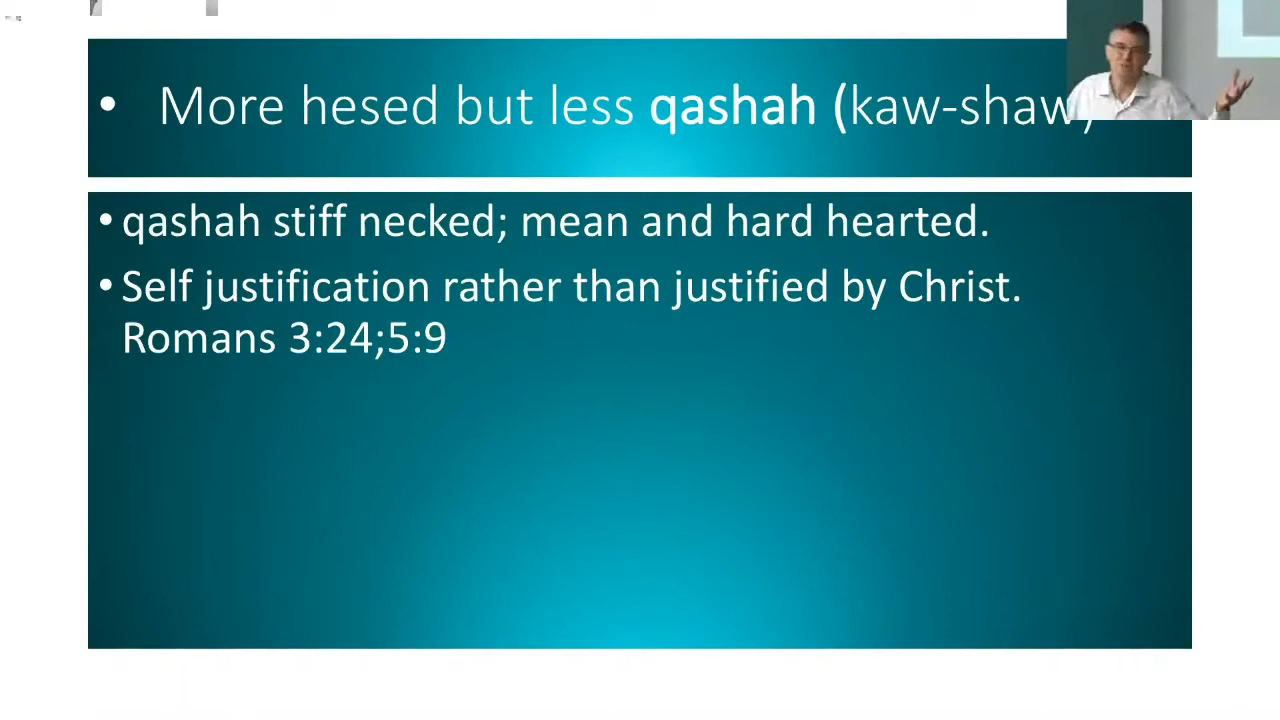 • More hesed but less qashah (kaw-shaw)
• qashah stiff necked; mean and hard hearted.
• Self justification rather than justified by Christ.
Romans 3:24;5:9